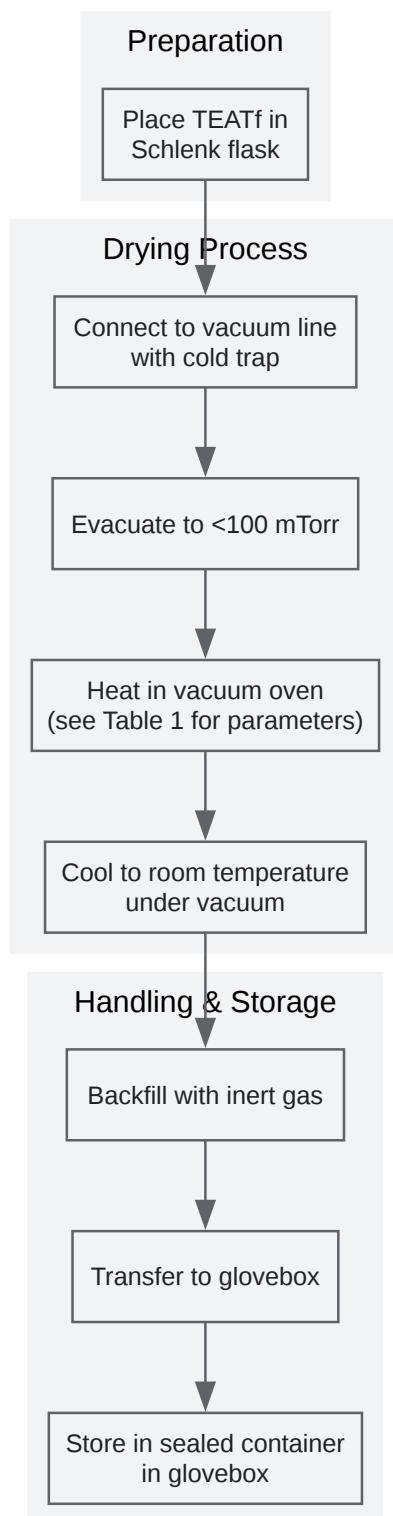 Preparation
Place TEATf in
Schlenk flask
Drying Process
Connect to vacuum line
with cold trap
Evacuate to <100 mTorr
Heat in vacuum oven
(see Table 1 for parameters)
Cool to room temperature
under vacuum
Handling & Storage
Backfill with inert gas
Transfer to glovebox
Store in sealed container
in glovebox